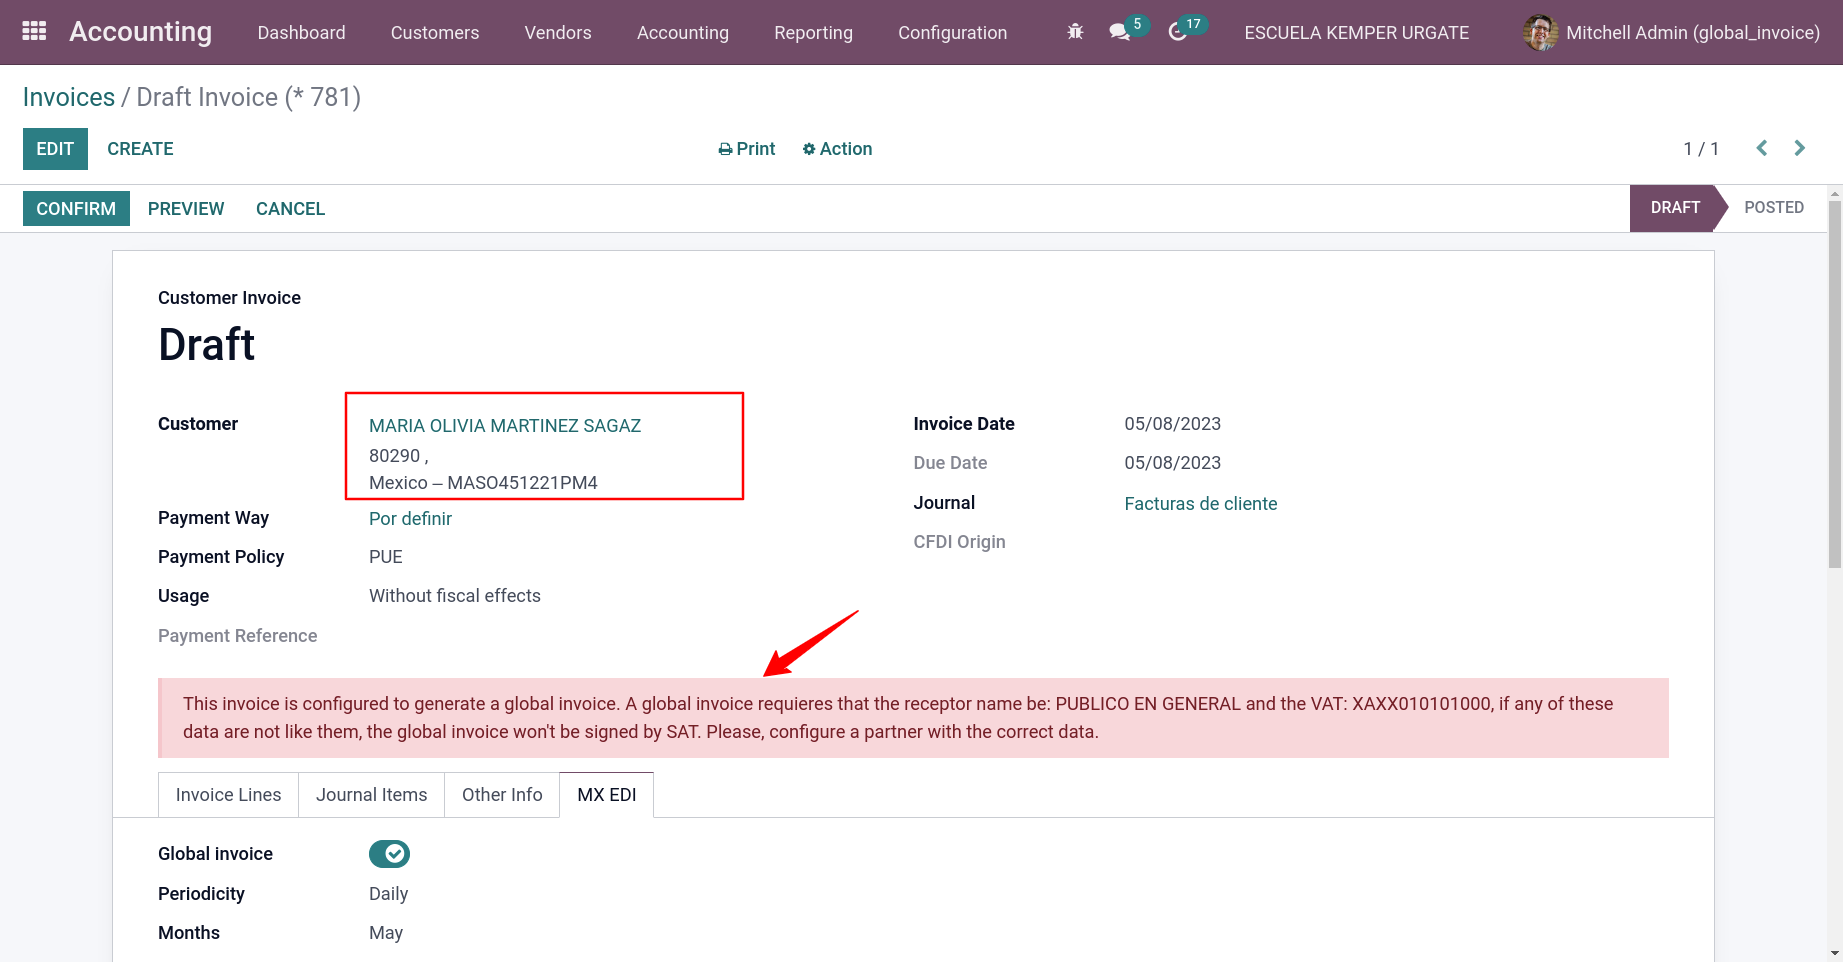 Accounting Dashboard Customers Vendors Accounting Reporting Configuration 5 17 ESCUELA KEMPER URGATE Mitchell Admin (global_invoice)
Invoices / Draft Invoice (* 781)
EDIT CREATE Print Action 1 / 1
CONFIRM PREVIEW CANCEL DRAFT POSTED
Customer Invoice
Draft
Customer MARIA OLIVIA MARTINEZ SAGAZ Invoice Date 05/08/2023
80290 ,
Due Date 05/08/2023
Mexico – MASO451221PM4
Journal Facturas de cliente
Payment Way Por definir
CFDI Origin
Payment Policy PUE
Usage Without fiscal effects
Payment Reference
This invoice is configured to generate a global invoice. A global invoice requieres that the receptor name be: PUBLICO EN GENERAL and the VAT: XAXX010101000, if any of these
data are not like them, the global invoice won't be signed by SAT. Please, configure a partner with the correct data.
Invoice Lines Journal Items Other Info MX EDI
Global invoice
Periodicity Daily
Months May